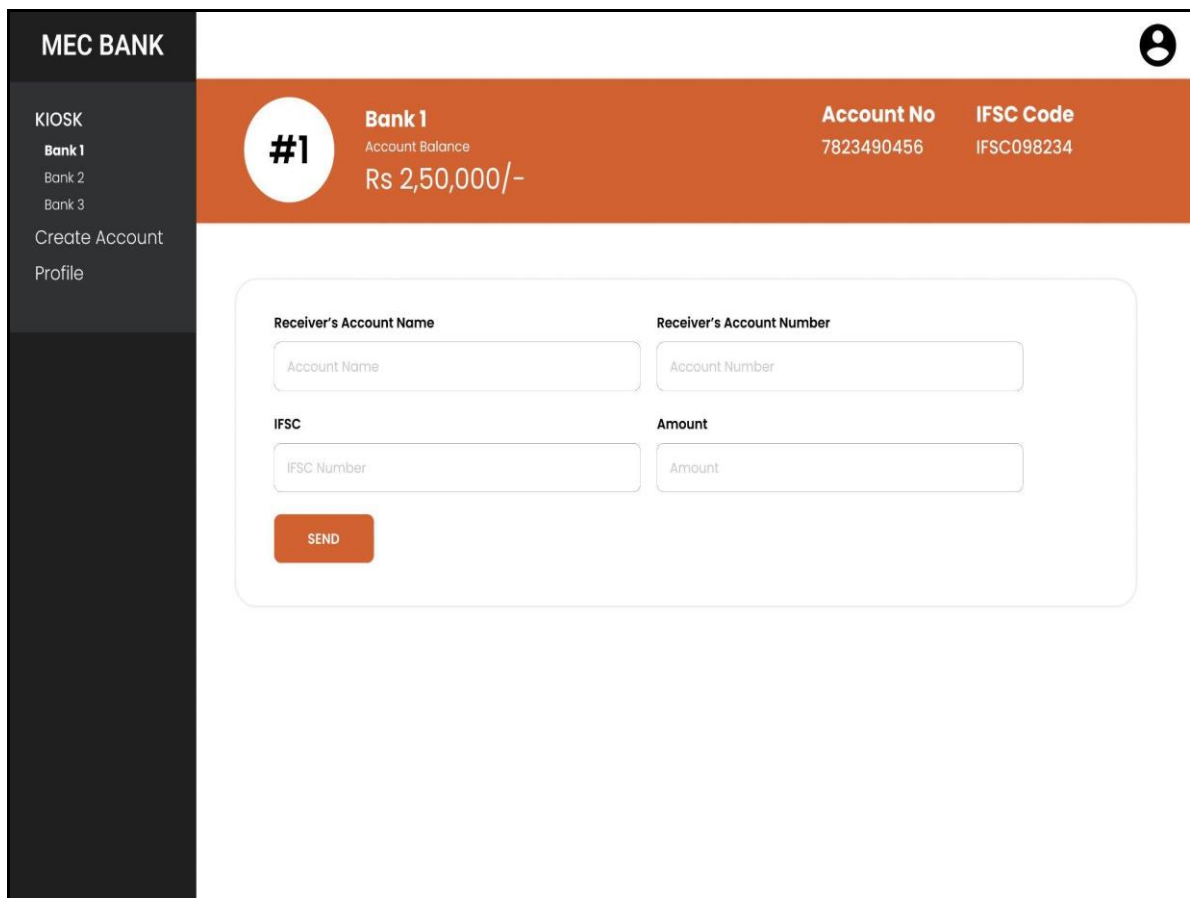 MEC BANK
KIOSK
Bank 1
Bank 2
Bank 3
Create Account
Profile
#1
Bank 1
Account Balance
Rs 2,50,000/-
Account No
7823490456
IFSC Code
IFSC098234
Receiver's Account Name
Account Name
Receiver's Account Number
Account Number
IFSC
IFSC Number
Amount
Amount
SEND